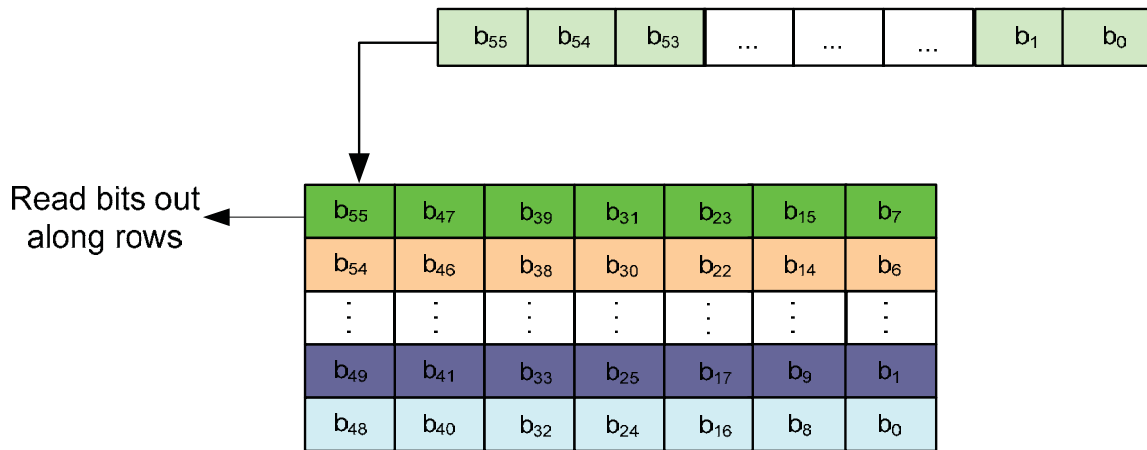 b55 b54 b53 ... ... ... b1 b0
Read bits out
along rows
b55 b47 b39 b31 b23 b15 b7
b54 b46 b38 b30 b22 b14 b6
⋮ ⋮ ⋮ ⋮ ⋮ ⋮ ⋮
b49 b41 b33 b25 b17 b9 b1
b48 b40 b32 b24 b16 b8 b0